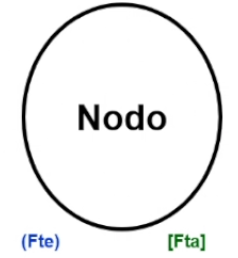 Nodo
(Fte) [Fta]